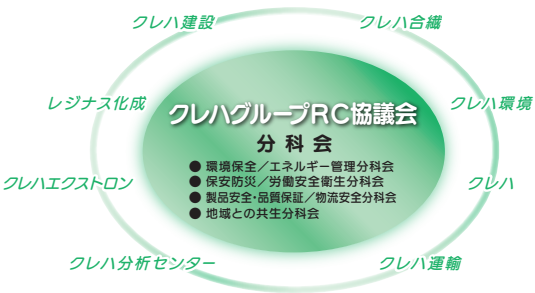 クレハ建設
クレハ合繊
レジナス化成
クレハ環境
クレハグループRC協議会
分科会
● 環境保全／エネルギー管理分科会
● 保安防災／労働安全衛生分科会
● 製品安全・品質保証／物流安全分科会
● 地域との共生分科会
クレハエクストロン
クレハ
クレハ分析センター
クレハ運輸